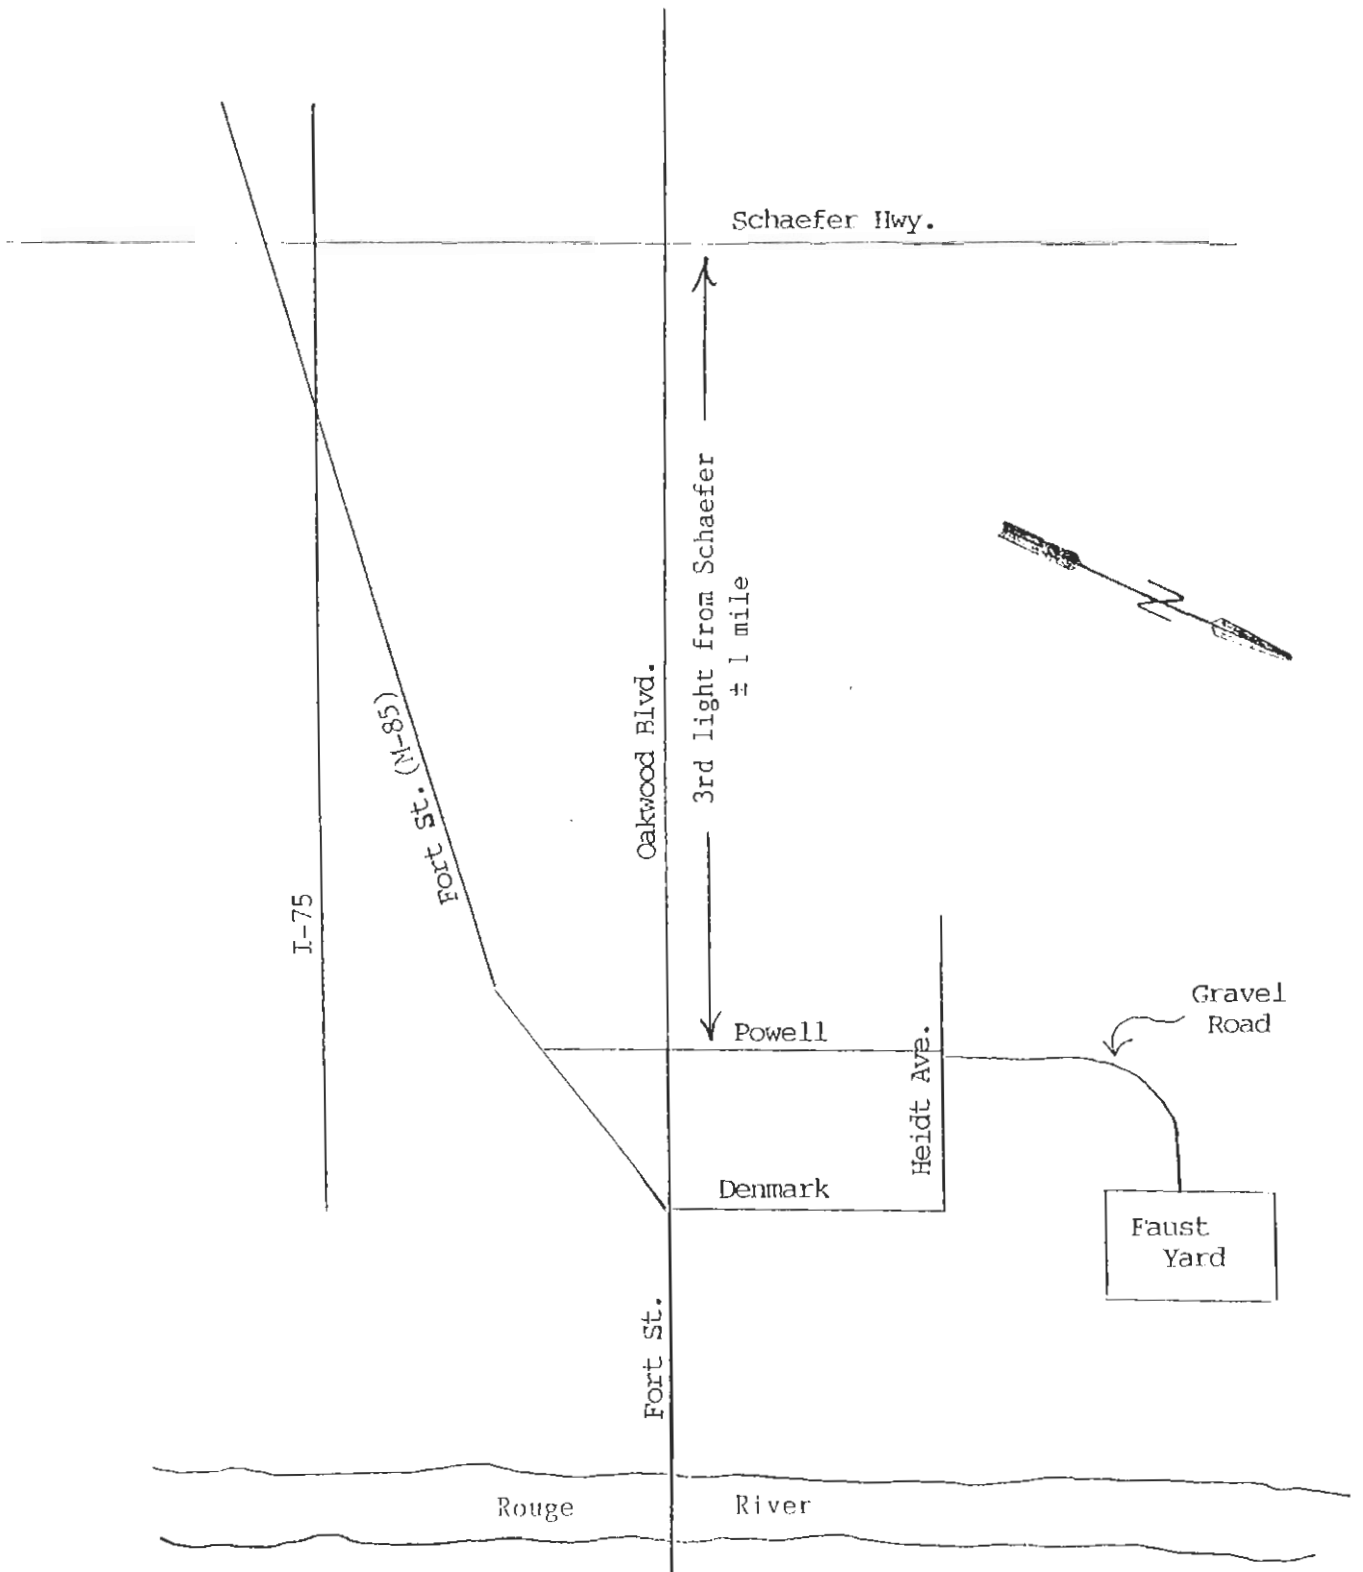 Schaefer Hwy.
3rd light from Schaefer
± 1 mile
N
Oakwood Blvd.
Fort St. (M-85)
I-75
Gravel
Road
Powell
Heidt Ave.
Denmark
Faust
Yard
Fort St.
Rouge River